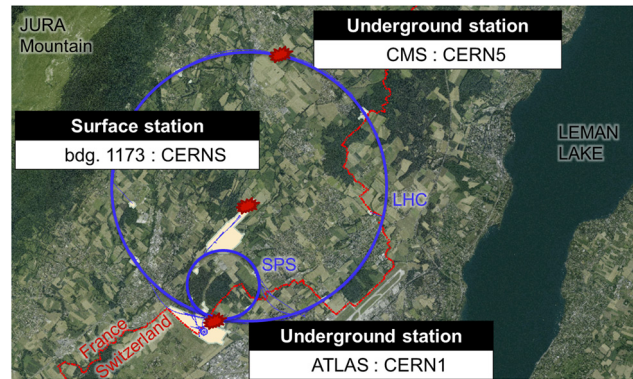 JURA
Mountain
Underground station
CMS : CERN5
Surface station
bdg. 1173 : CERNS
LEMAN
LAKE
LHC
SPS
France
Switzerland
Underground station
ATLAS : CERN1